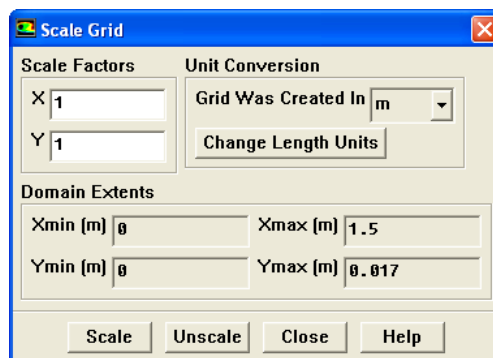 Scale Grid
Scale Factors
X 1
Y 1
Unit Conversion
Grid Was Created In m
Change Length Units
Domain Extents
Xmin (m) 0 Xmax (m) 1.5
Ymin (m) 0 Ymax (m) 0.017
Scale Unscale Close Help